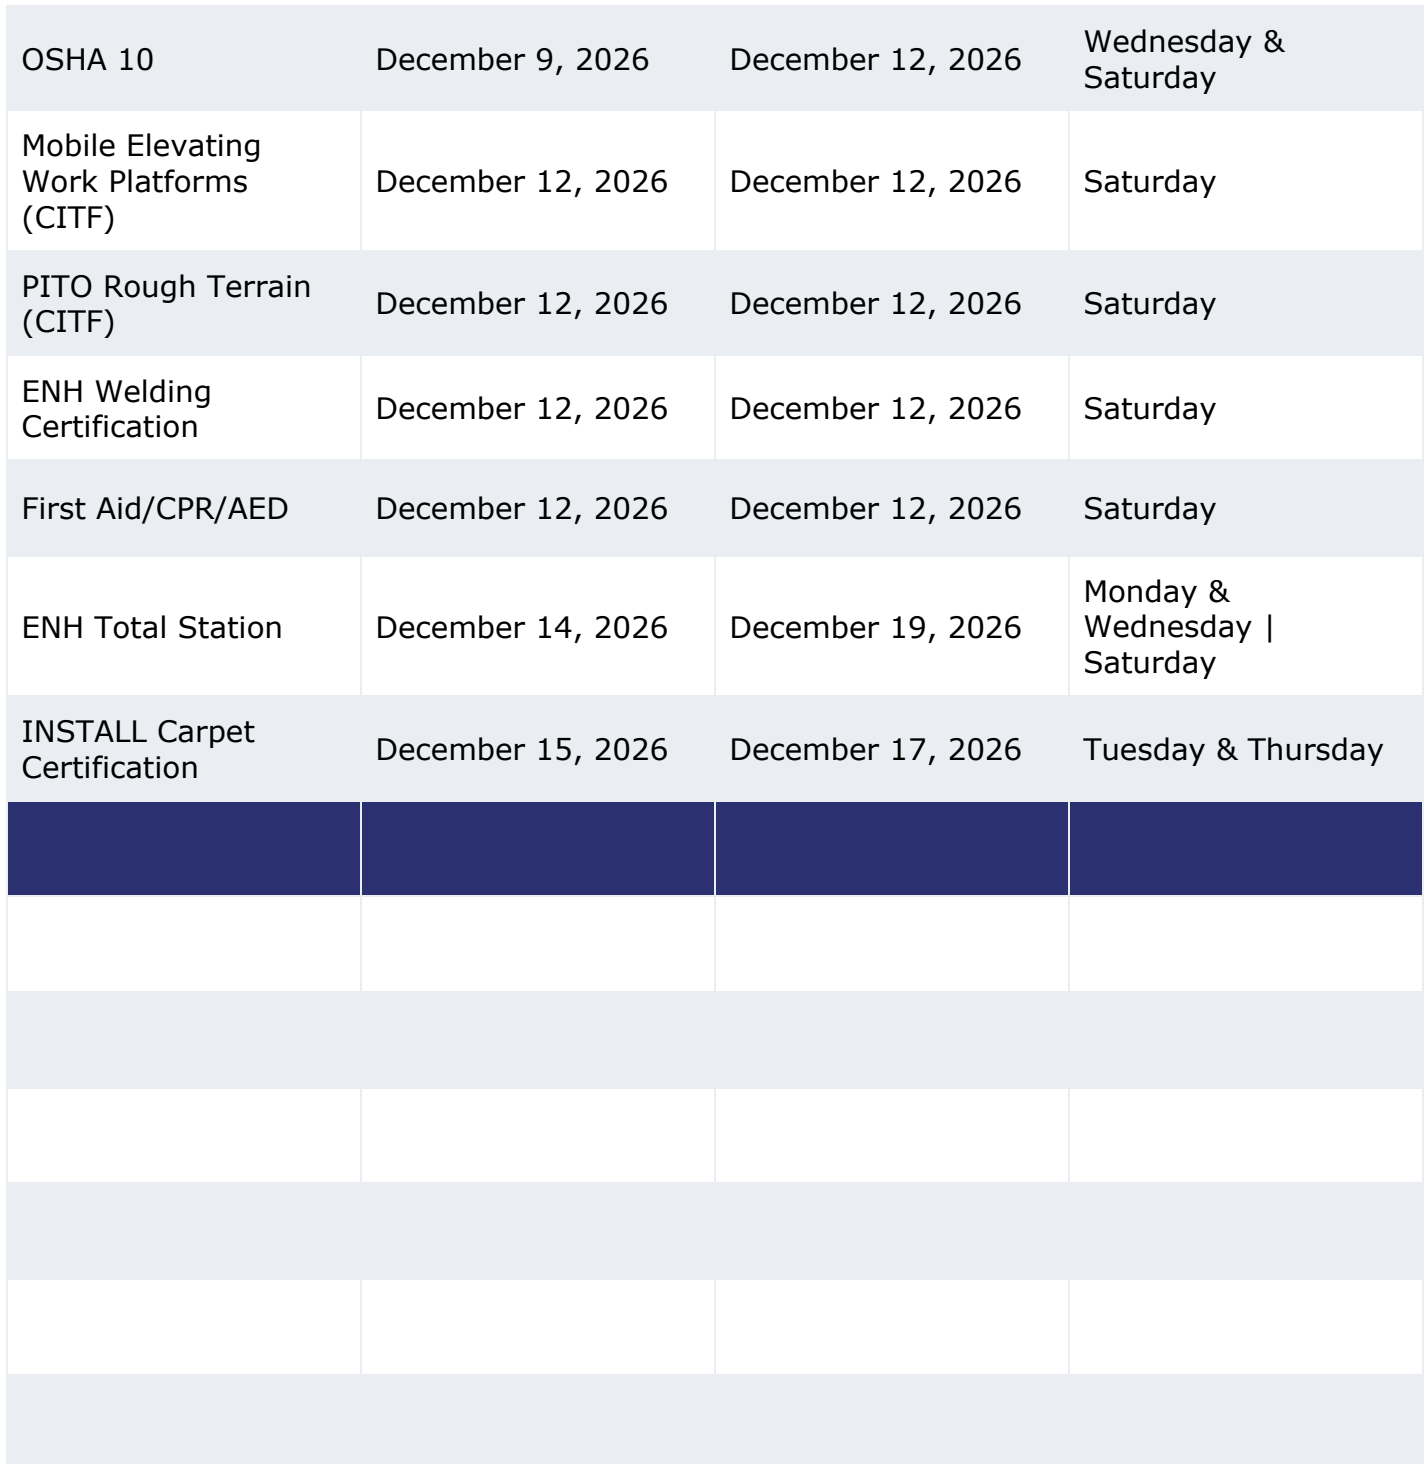 OSHA 10 December 9, 2026 December 12, 2026 Wednesday &
Saturday
Mobile Elevating
Work Platforms
(CITF) December 12, 2026 December 12, 2026 Saturday
PITO Rough Terrain
(CITF) December 12, 2026 December 12, 2026 Saturday
ENH Welding
Certification December 12, 2026 December 12, 2026 Saturday
First Aid/CPR/AED December 12, 2026 December 12, 2026 Saturday
ENH Total Station December 14, 2026 December 19, 2026 Monday &
Wednesday |
Saturday
INSTALL Carpet
Certification December 15, 2026 December 17, 2026 Tuesday & Thursday